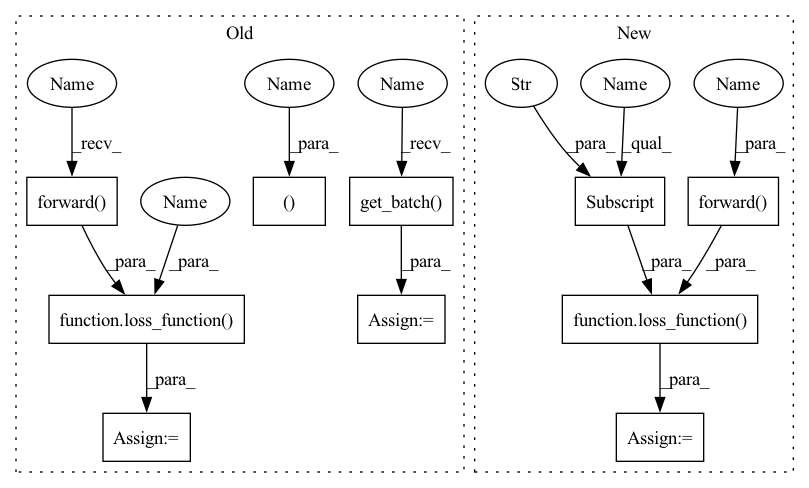 Old
New
Name
Name
Name
Str
Name
Name
_recv_
_para_
_recv_
_para_
_qual_
_para_
forward()
Name
()
get_batch()
Subscript
forward()
_para_
_para_
_para_
_para_
_para_
function.loss_function()
Assign:=
function.loss_function()
_para_
_para_
Assign:=
Assign:=